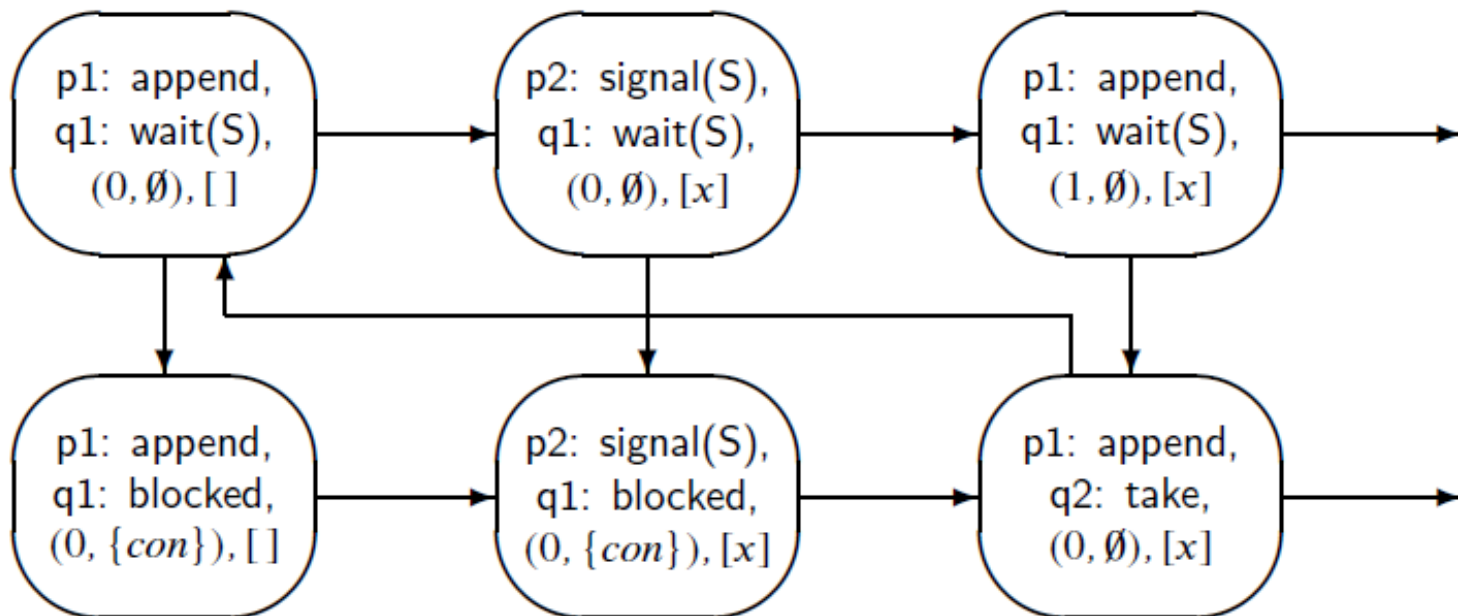 p1: append,
q1: wait(S),
(0, ∅), [ ]
p2: signal(S),
q1: wait(S),
(0, ∅), [x]
p1: append,
q1: wait(S),
(1, ∅), [x]
p1: append,
q1: blocked,
(0, {con}), [ ]
p2: signal(S),
q1: blocked,
(0, {con}), [x]
p1: append,
q2: take,
(0, ∅), [x]